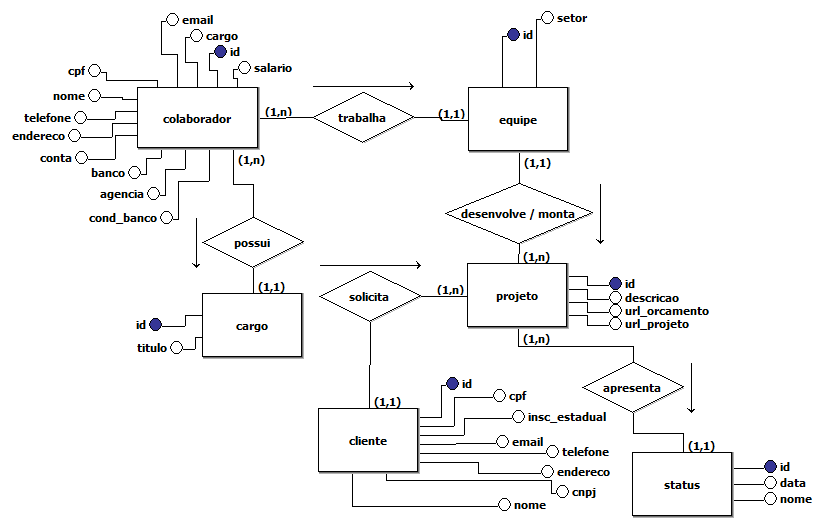 email
setor
cargo
id
id
salario
cpf
nome
telefone
endereco
conta
colaborador
(1,n)
trabalha
(1,1)
equipe
banco
(1,n)
(1,1)
agencia
cond_banco
desenvolve / monta
possui
(1,n)
(1,1)
id
cargo
titulo
solicita
(1,n)
projeto
id
descricao
url_orcamento
url_projeto
(1,n)
apresenta
(1,1)
id
cpf
insc_estadual
cliente
email
telefone
endereco
cnpj
nome
(1,1)
status
id
data
nome